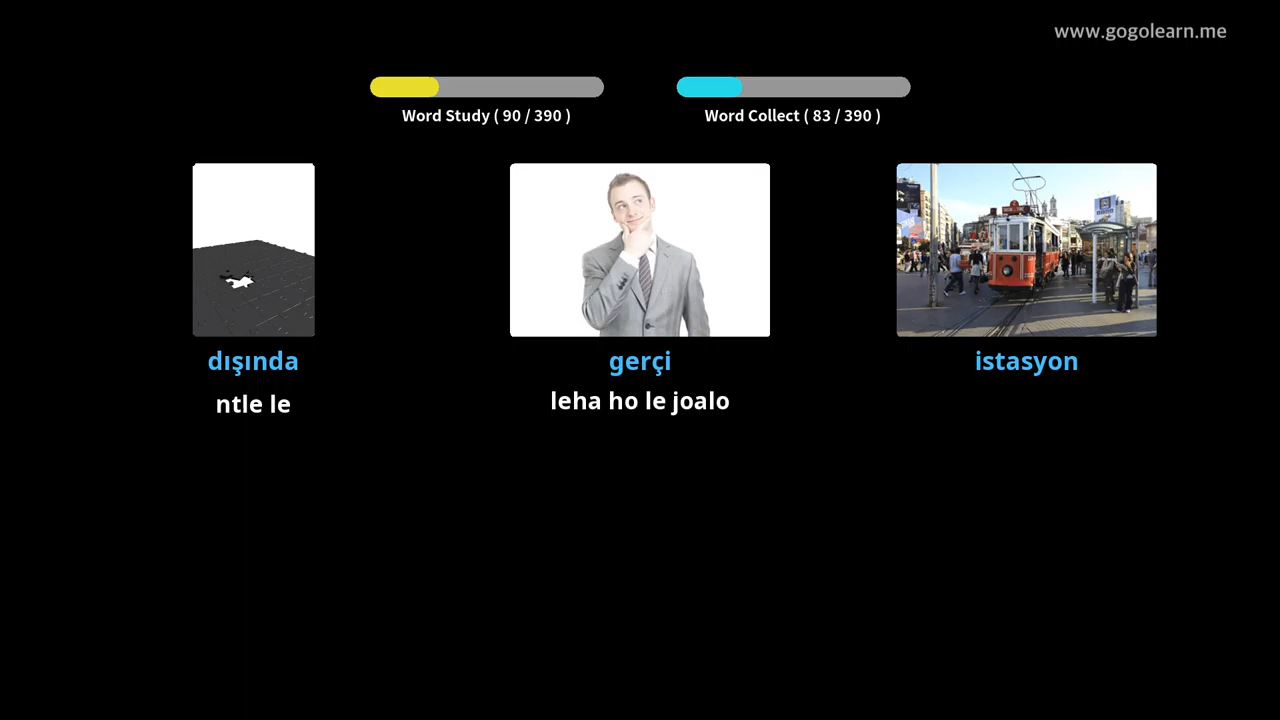 www.gogolearn.me
Word Study ( 90 / 390 )
Word Collect ( 83 / 390 )
dışında
gerçi
istasyon
ntle le
leha ho le joalo